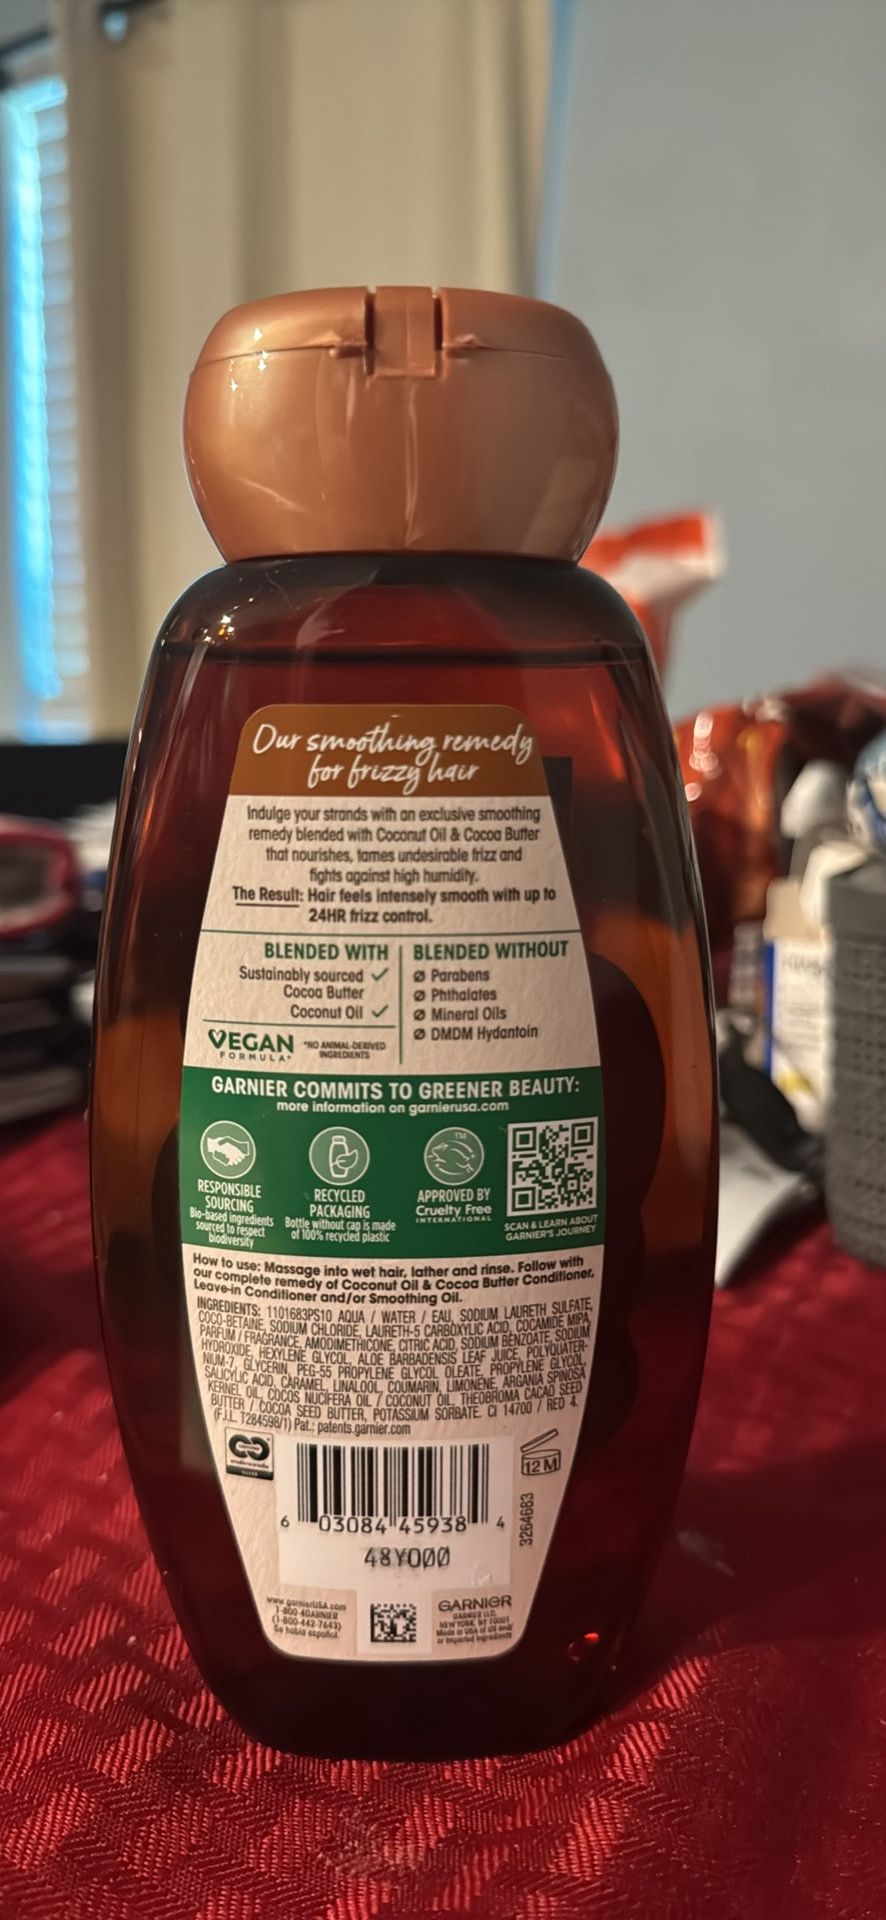 Our smoothing remedy
for frizzy hair
Indulge your strands with an exclusive smoothing
remedy blended with Coconut Oil & Cocoa Butter
that nourishes, tames undesirable frizz and
fights against high humidity.
The Result: Hair feels intensely smooth with up to
24HR frizz control.
BLENDED WITH
Sustainably sourced ✓
Cocoa Butter
Coconut Oil ✓
VEGAN
FORMULA*
*NO ANIMAL-DERIVED
INGREDIENTS
BLENDED WITHOUT
Ø Parabens
Ø Phthalates
Ø Mineral Oils
Ø DMDM Hydantoin
GARNIER COMMITS TO GREENER BEAUTY:
more information on garnierusa.com
RESPONSIBLE
SOURCING
Bio-based ingredients
sourced to respect
biodiversity
RECYCLED
PACKAGING
Bottle without cap is made
of 100% recycled plastic
TM
APPROVED BY
Cruelty Free
INTERNATIONAL
SCAN & LEARN ABOUT
GARNIER'S JOURNEY
How to use: Massage into wet hair, lather and rinse. Follow with
our complete remedy of Coconut Oil & Cocoa Butter Conditioner,
Leave-in Conditioner and/or Smoothing Oil.
INGREDIENTS: 1101683PS10 AQUA / WATER / EAU, SODIUM LAURETH SULFATE,
COCO-BETAINE, SODIUM CHLORIDE, LAURETH-5 CARBOXYLIC ACID, COCAMIDE MIPA,
PARFUM / FRAGRANCE, AMODIMETHICONE, CITRIC ACID, SODIUM BENZOATE, SODIUM
HYDROXIDE, HEXYLENE GLYCOL, ALOE BARBADENSIS LEAF JUICE, POLYQUATER-
NIUM-7, GLYCERIN, PEG-55 PROPYLENE GLYCOL OLEATE, PROPYLENE GLYCOL,
SALICYLIC ACID, CARAMEL, LINALOOL, COUMARIN, LIMONENE, ARGANIA SPINOSA
KERNEL OIL, COCOS NUCIFERA OIL / COCONUT OIL, THEOBROMA CACAO SEED
BUTTER / COCOA SEED BUTTER, POTASSIUM SORBATE. CI 14700 / RED 4.
(F.I.L. T284598/1) Pat.: patents.garnier.com
12 M
6 03084 45938 4
3264683
48Y000
www.garnierUSA.com
1-800-4GARNIER
(1-800-442-7643)
Se habla español.
GARNIER
GARNIER LLC,
NEW YORK, NY 10001
Made in USA of US and/
or imported ingredients